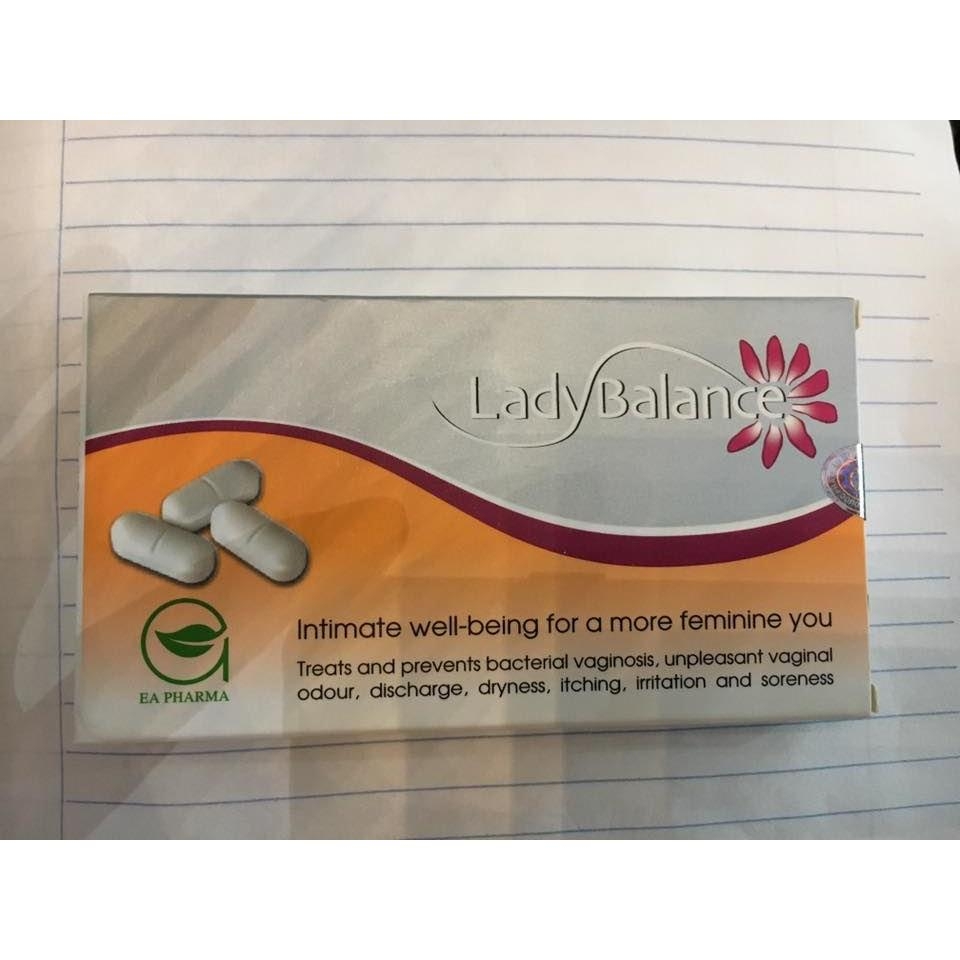 LadyBalance
Intimate well-being for a more feminine you
Treats and prevents bacterial vaginosis, unpleasant vaginal
odour, discharge, dryness, itching, irritation and soreness
EA PHARMA